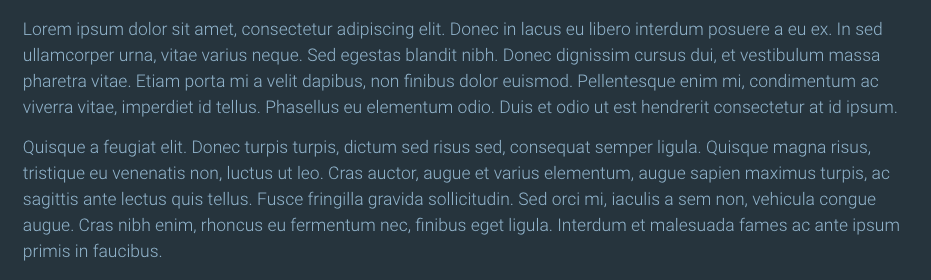 Lorem ipsum dolor sit amet, consectetur adipiscing elit. Donec in lacus eu libero interdum posuere a eu ex. In sed
ullamcorper urna, vitae varius neque. Sed egestas blandit nibh. Donec dignissim cursus dui, et vestibulum massa
pharetra vitae. Etiam porta mi a velit dapibus, non finibus dolor euismod. Pellentesque enim mi, condimentum ac
viverra vitae, imperdiet id tellus. Phasellus eu elementum odio. Duis et odio ut est hendrerit consectetur at id ipsum.
Quisque a feugiat elit. Donec turpis turpis, dictum sed risus sed, consequat semper ligula. Quisque magna risus,
tristique eu venenatis non, luctus ut leo. Cras auctor, augue et varius elementum, augue sapien maximus turpis, ac
sagittis ante lectus quis tellus. Fusce fringilla gravida sollicitudin. Sed orci mi, iaculis a sem non, vehicula congue
augue. Cras nibh enim, rhoncus eu fermentum nec, finibus eget ligula. Interdum et malesuada fames ac ante ipsum
primis in faucibus.